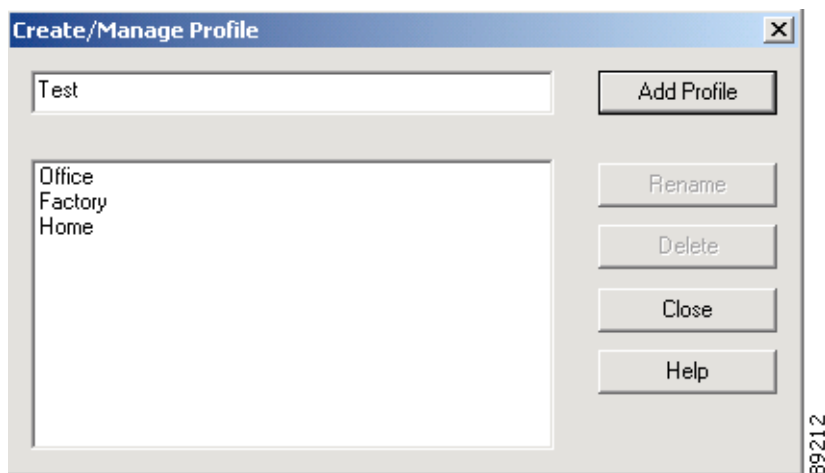 Create/Manage Profile
Test
Add Profile
Office
Factory
Home
Rename
Delete
Close
Help
89212